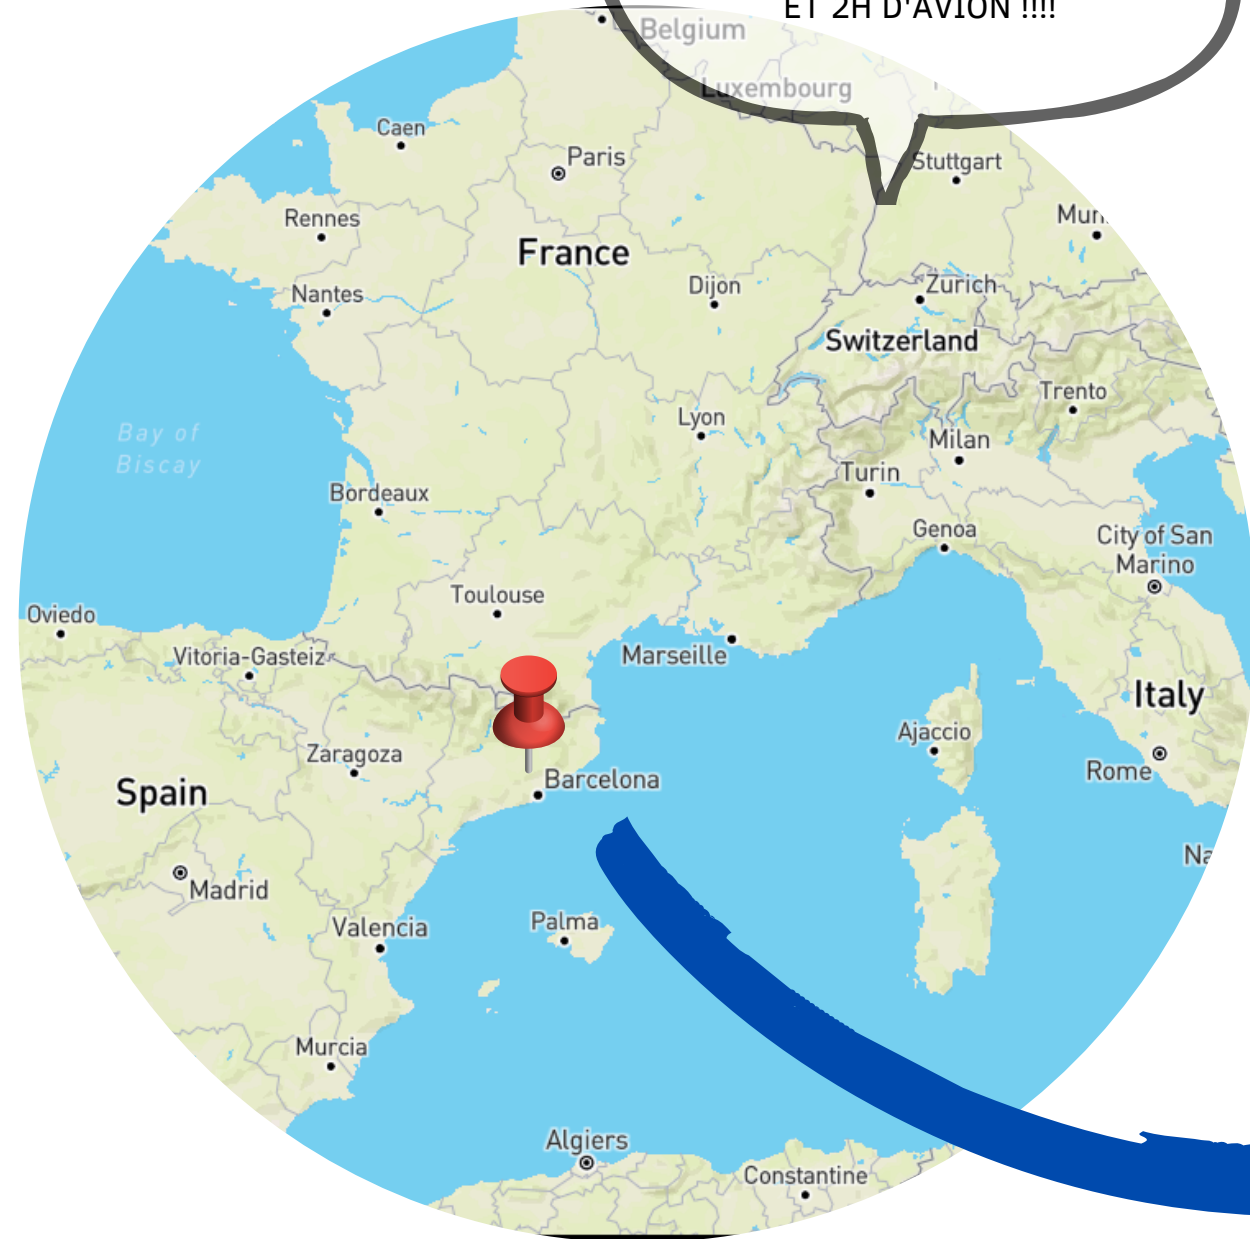 ET 2H D'AVION !!!!
Belgium
Luxembourg
Caen
Paris
Stuttgart
Rennes
France
Nantes
Dijon
Zurich
Switzerland
Trento
Lyon
Milan
Bay of
Biscay
Turin
Bordeaux
Genoa
City of San
Marino
Toulouse
Oviedo
Marseille
Vitoria-Gasteiz
Italy
Ajaccio
Zaragoza
Rome
Barcelona
Spain
Madrid
Palma
Valencia
Murcia
Algiers
Constantine